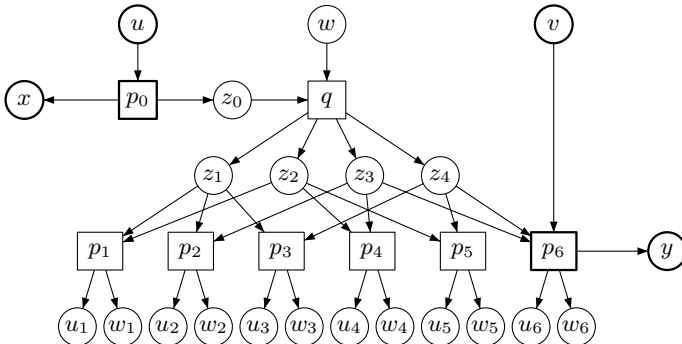 u w v
x p₀ z₀ q
z₁ z₂ z₃ z₄
p₁ p₂ p₃ p₄ p₅ p₆ y
u₁ w₁ u₂ w₂ u₃ w₃ u₄ w₄ u₅ w₅ u₆ w₆